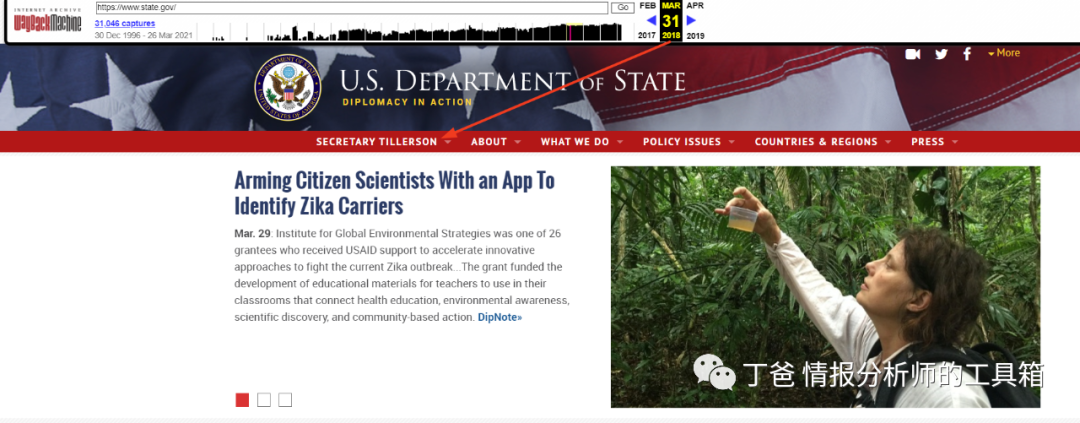 INTERNET ARCHIVE
WayBackMachine
https://www.state.gov/
Go
FEB
MAR
APR
31,046 captures
31
30 Dec 1996 - 26 Mar 2021
2017
2018
2019
U.S. DEPARTMENT OF STATE
DIPLOMACY IN ACTION
More
SECRETARY TILLERSON
ABOUT
WHAT WE DO
POLICY ISSUES
COUNTRIES & REGIONS
PRESS
Arming Citizen Scientists With an App To
Identify Zika Carriers
Mar. 29. Institute for Global Environmental Strategies was one of 26
grantees who received USAID support to accelerate innovative
approaches to fight the current Zika outbreak...The grant funded the
development of educational materials for teachers to use in their
classrooms that connect health education, environmental awareness,
scientific discovery, and community-based action. DipNote»
丁爸 情报分析师的工具箱